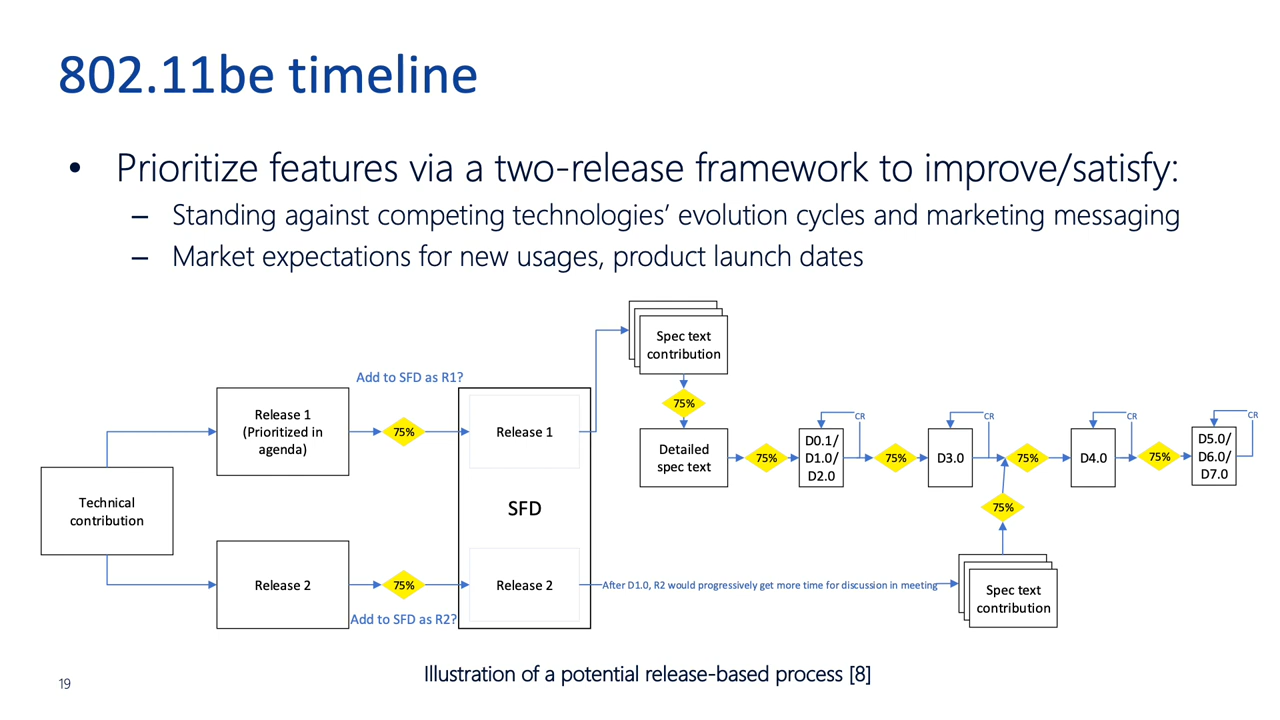 802.11be timeline
• Prioritize features via a two-release framework to improve/satisfy:
– Standing against competing technologies’ evolution cycles and marketing messaging
– Market expectations for new usages, product launch dates
Technical
contribution
Release 1
(Prioritized in
agenda)
Release 2
Add to SFD as R1?
75%
75%
Add to SFD as R2?
Release 1
SFD
Release 2
Spec text
contribution
75%
Detailed
spec text
75%
D0.1/
D1.0/
D2.0
CR
75%
D3.0
CR
75%
D4.0
CR
75%
D5.0/
D6.0/
D7.0
CR
75%
After D1.0, R2 would progressively get more time for discussion in meeting
Spec text
contribution
Illustration of a potential release-based process [8]
19